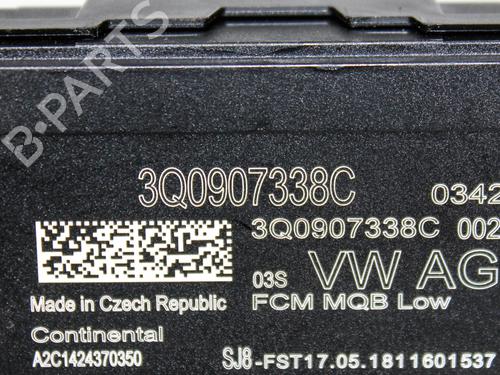 B-PARTS
3Q0907338C
0342
3Q0907338C 002
03S VW AG
Made in Czech Republic
FCM MQB Low
Continental
A2C1424370350
SJ8-FST17.05.1811601537